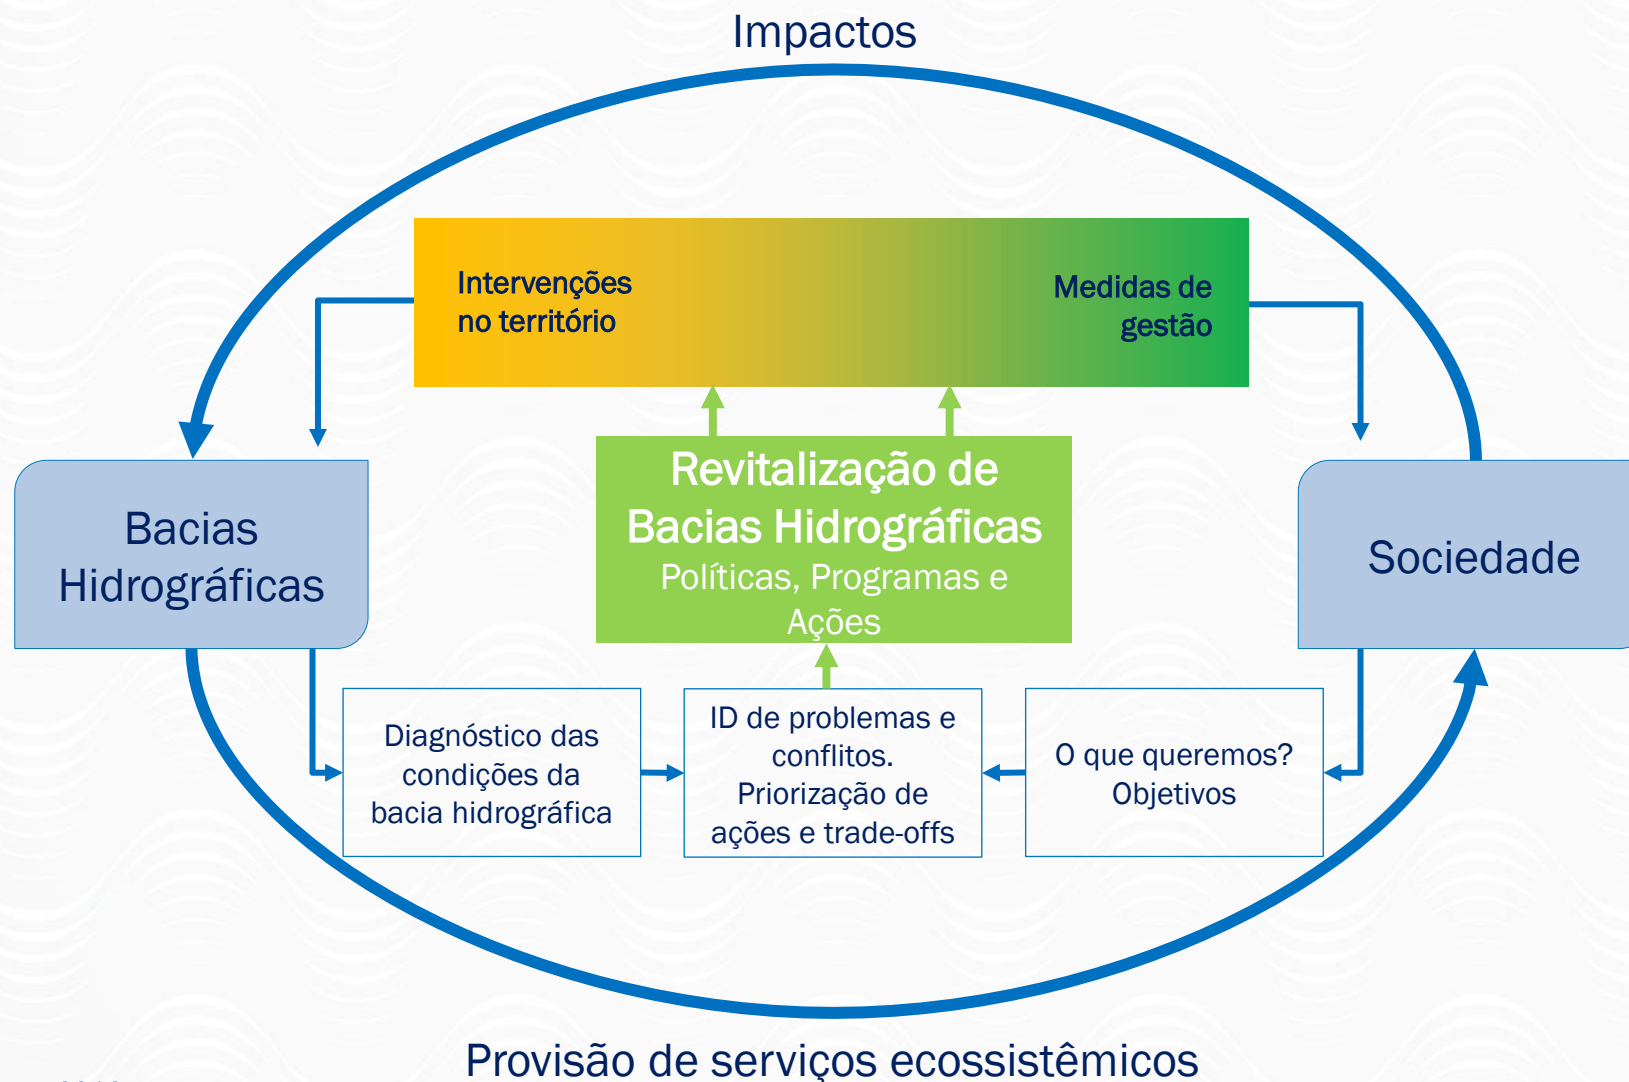 Impactos
Intervenções
no território
Medidas de
gestão
Revitalização de
Bacias Hidrográficas
Políticas, Programas e
Ações
Bacias
Hidrográficas
Sociedade
Diagnóstico das
condições da
bacia hidrográfica
ID de problemas e
conflitos.
Priorização de
ações e trade-offs
O que queremos?
Objetivos
Provisão de serviços ecossistêmicos